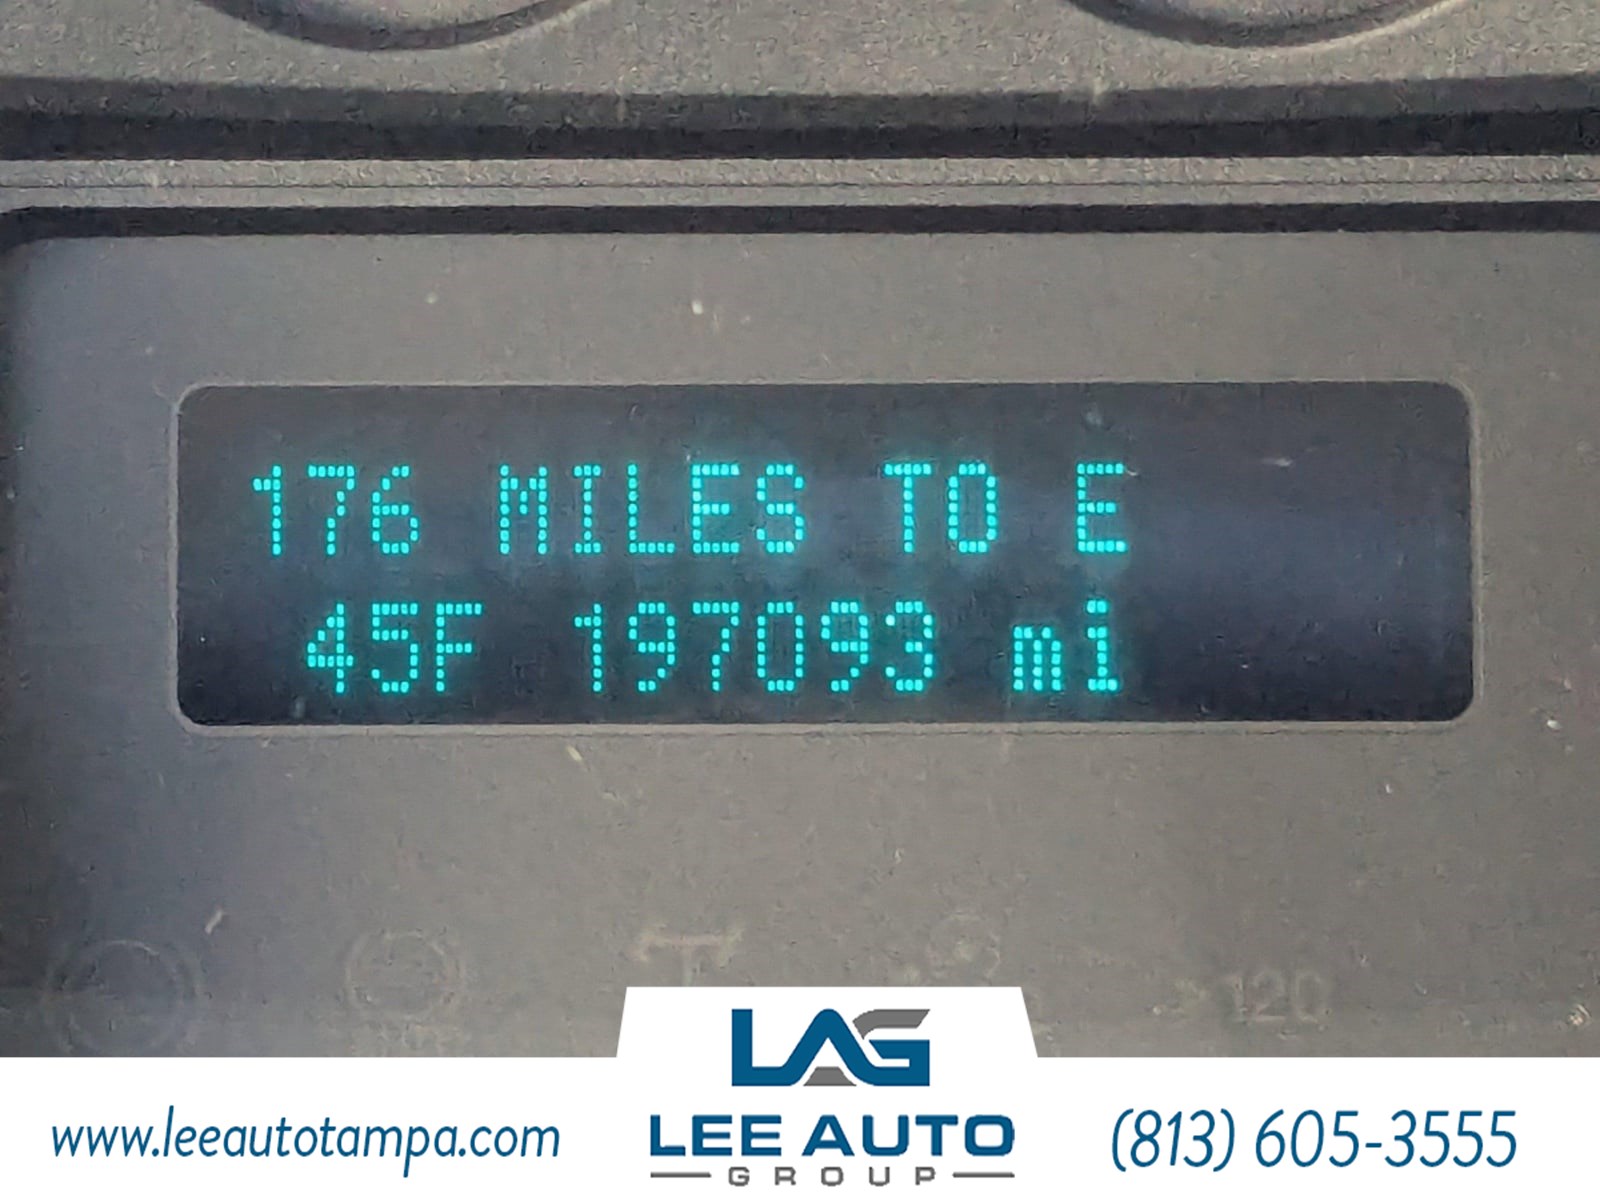 176 MILES TO E
45F 197093 mi
>120
LAG
www.leeautotampa.com
LEE AUTO
GROUP
(813) 605-3555